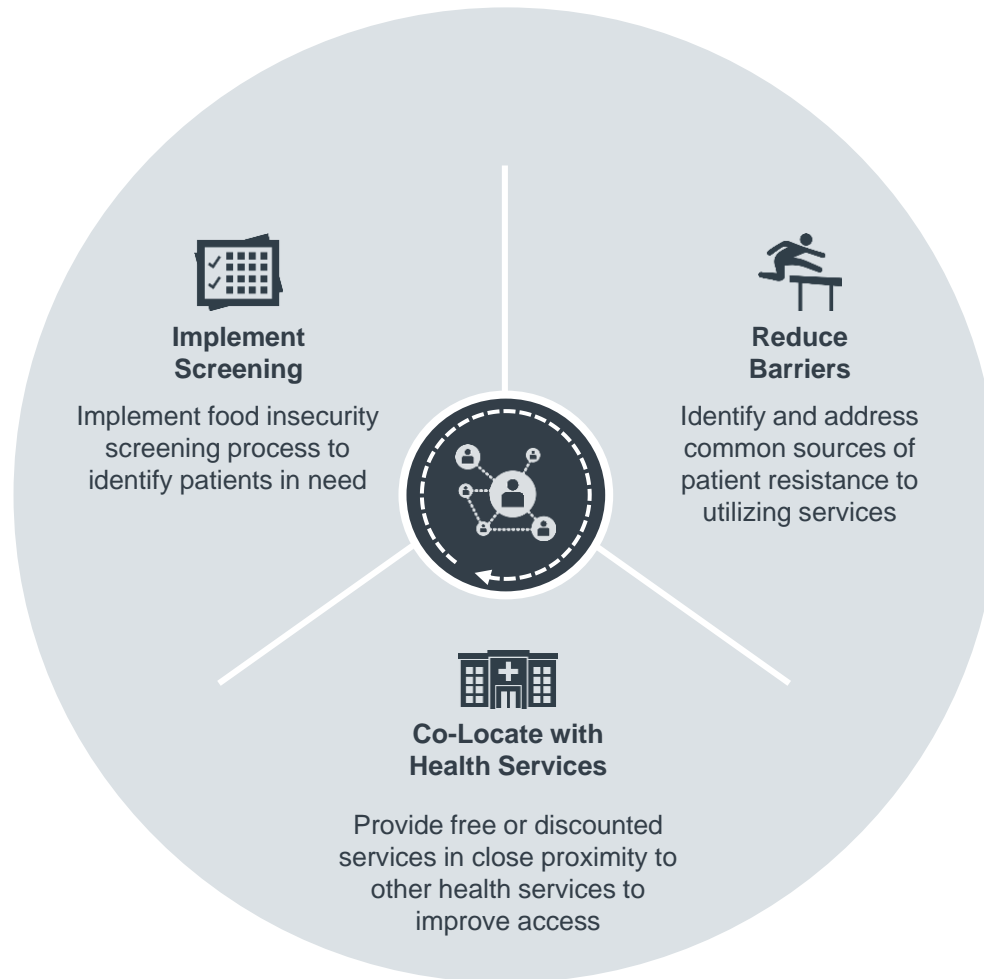 Implement
Screening
Implement food insecurity
screening process to
identify patients in need
Reduce
Barriers
Identify and address
common sources of
patient resistance to
utilizing services
Co-Locate with
Health Services
Provide free or discounted
services in close proximity to
other health services to
improve access